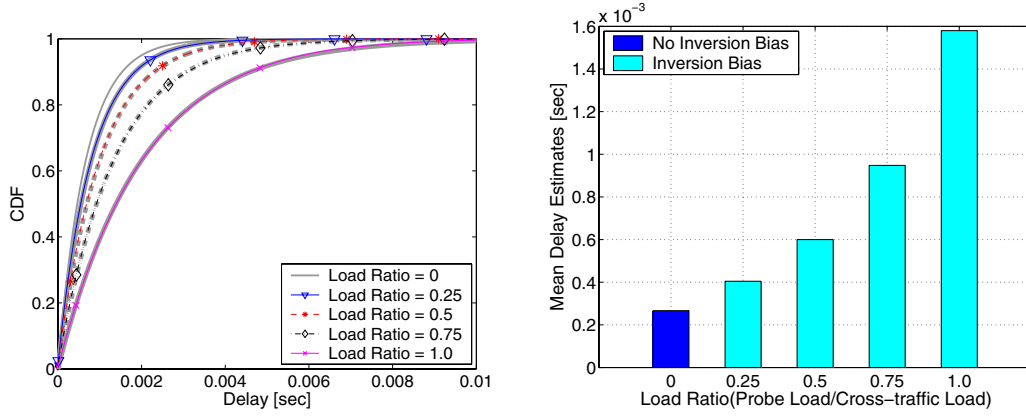 1
0.8
0.6
0.4
0.2
0
CDF
0
0.002
0.004
0.006
0.008
0.01
Delay [sec]
Load Ratio = 0
Load Ratio = 0.25
Load Ratio = 0.5
Load Ratio = 0.75
Load Ratio = 1.0
x 10⁻³
1.6
1.4
1.2
1
0.8
0.6
0.4
0.2
0
Mean Delay Estimates [sec]
No Inversion Bias
Inversion Bias
0
0.25
0.5
0.75
1.0
Load Ratio(Probe Load/Cross−traffic Load)